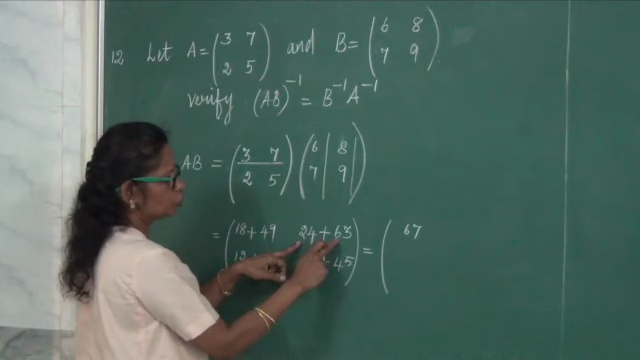 12. Let A = (3 7 and B = (6 8
2 5) 7 9)
verify (AB)⁻¹ = B⁻¹A⁻¹
AB = (3 7 (6 | 8 |
2 5) 7 | 9 |)
= (18+49 24+63 = ( 67
12+ 45)